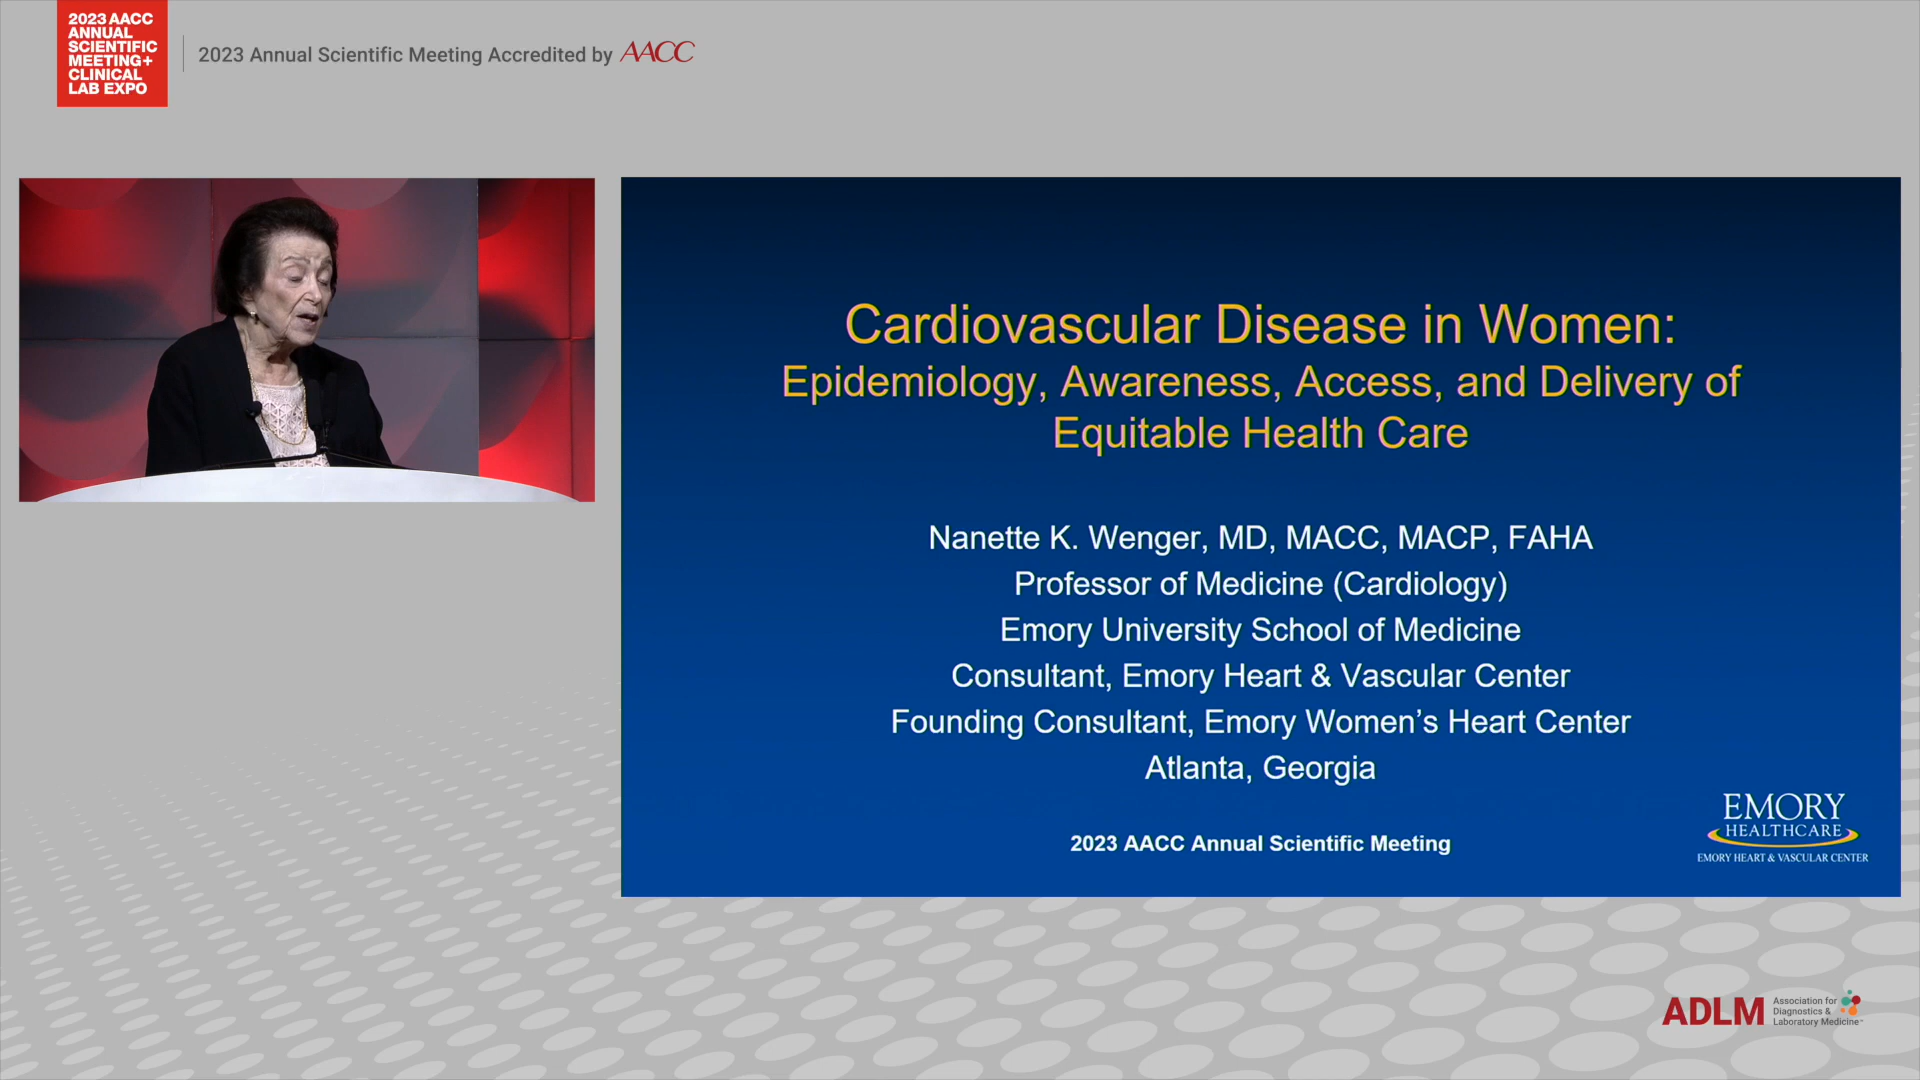 2023 AACC
ANNUAL
SCIENTIFIC
MEETING+
CLINICAL
LAB EXPO
2023 Annual Scientific Meeting Accredited by AACC
Cardiovascular Disease in Women:
Epidemiology, Awareness, Access, and Delivery of
Equitable Health Care
Nanette K. Wenger, MD, MACC, MACP, FAHA
Professor of Medicine (Cardiology)
Emory University School of Medicine
Consultant, Emory Heart & Vascular Center
Founding Consultant, Emory Women’s Heart Center
Atlanta, Georgia
2023 AACC Annual Scientific Meeting
EMORY
HEALTHCARE
EMORY HEART & VASCULAR CENTER
ADLM
Association for
Diagnostics &
Laboratory Medicine